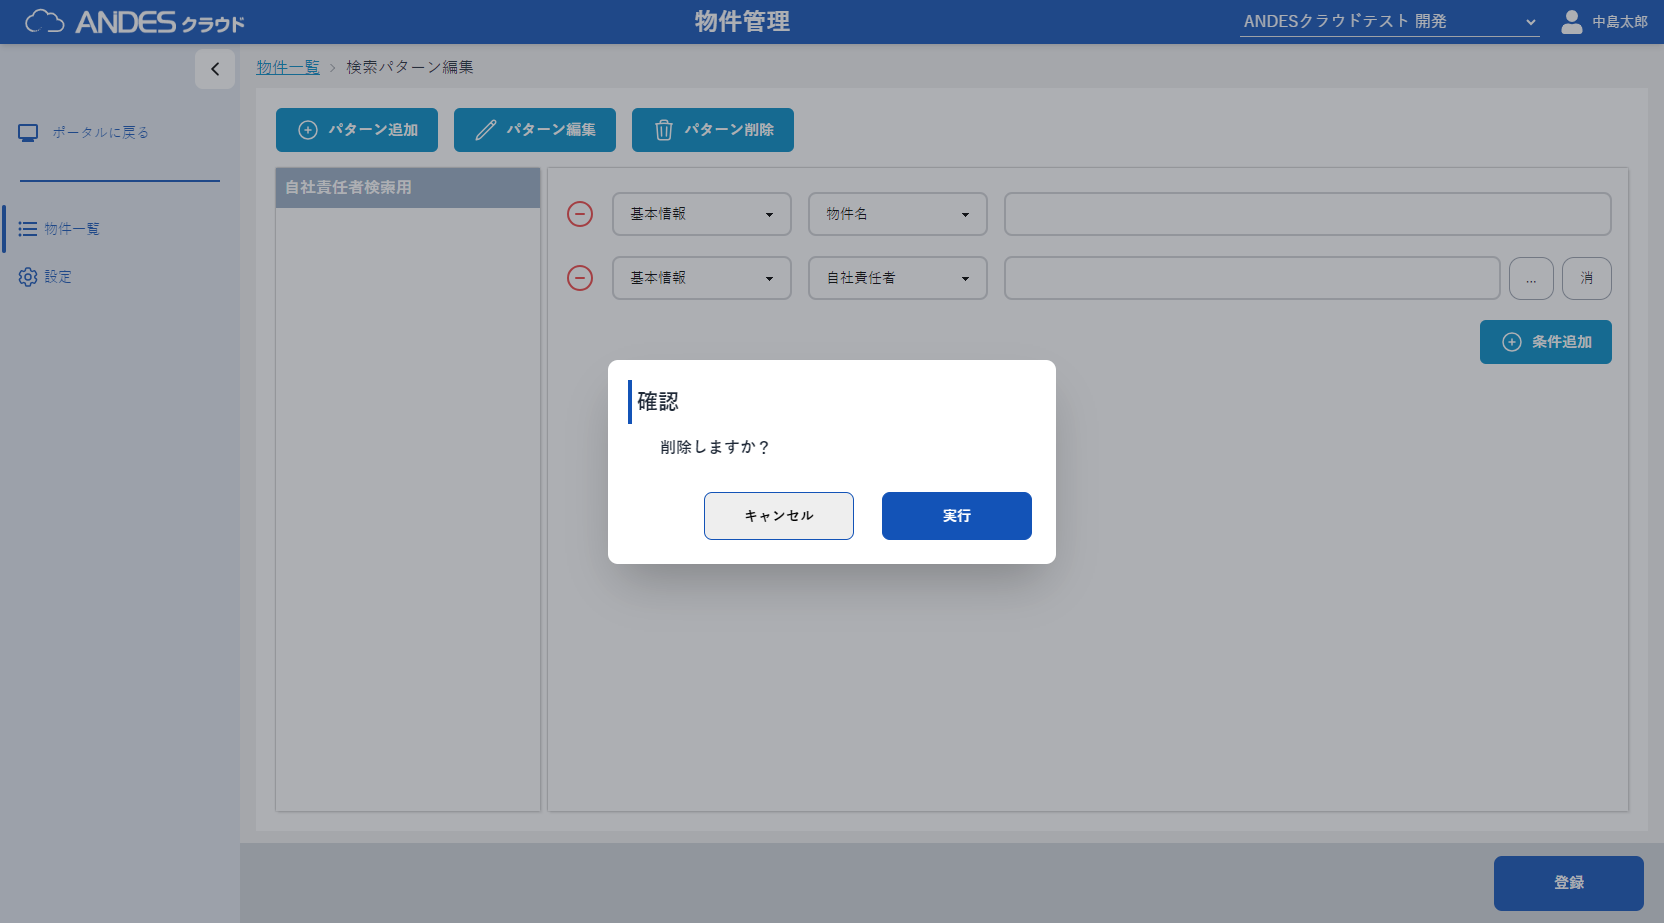 ANDES クラウド
物件管理
ANDESクラウドテスト 開発
中島太郎
物件一覧 > 検索パターン編集
ポータルに戻る
物件一覧
設定
パターン追加
パターン編集
パターン削除
自社責任者検索用
基本情報
物件名
基本情報
自社責任者
...
消
条件追加
確認
削除しますか？
キャンセル
実行
登録